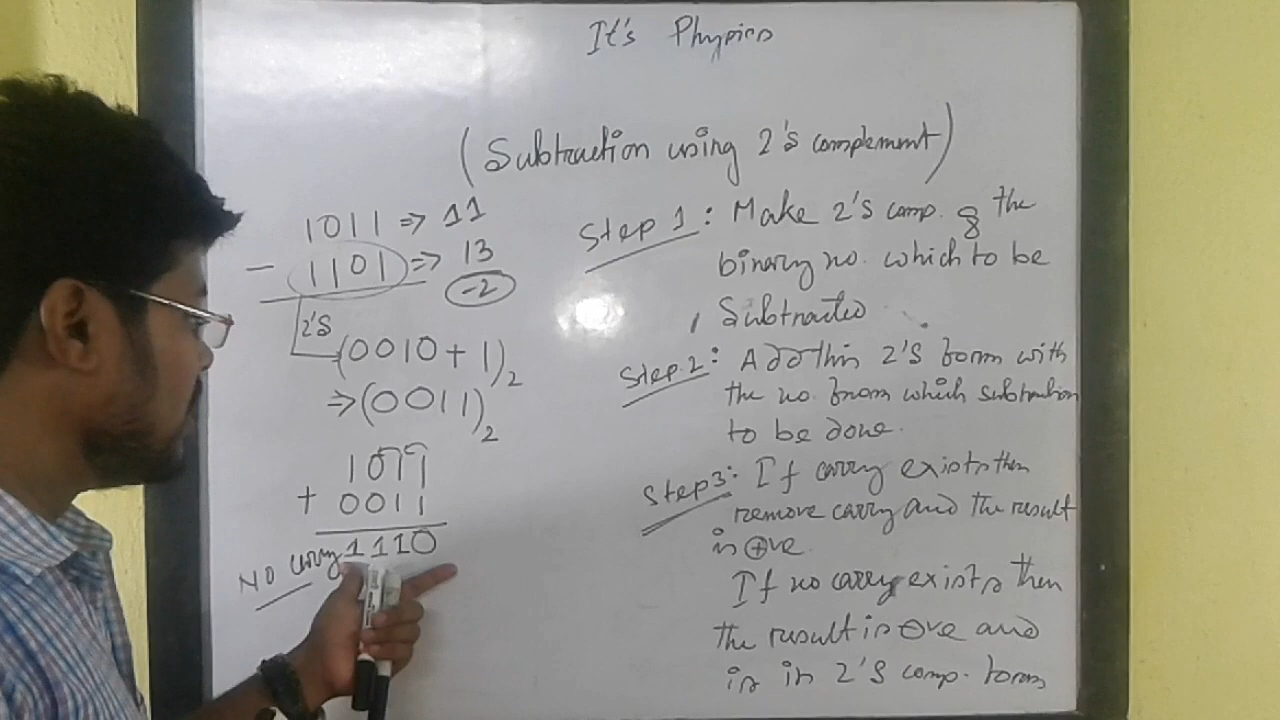 It's Physics
(Subtraction using 2's complement)
1011 ⇒ 11
- 1101 ⇒ 13
-2
2's
(0010 + 1)₂
⇒ (0011)₂
1011
+ 0011
No carry 1110
Step 1: Make 2's comp. of the
binary no. which to be
Subtracted
Step 2: Add this 2's form with
the no. from which subtraction
to be done.
Step 3: If carry exists then
remove carry and the result
is ⊕ve.
If no carry exists then
the result is ⊖ve and
is in 2's comp. form